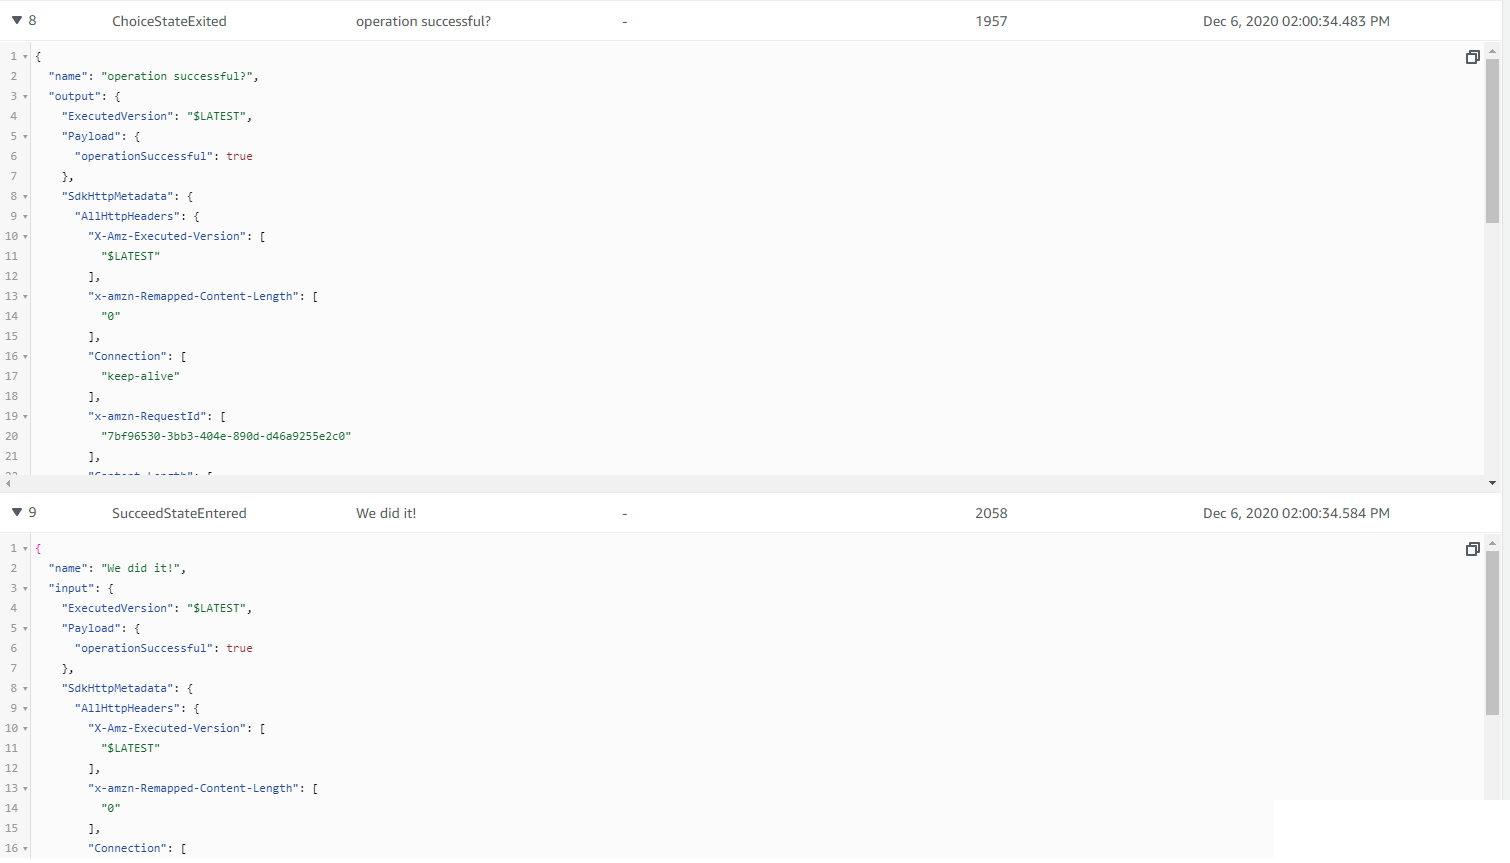 8 ChoiceStateExited operation successful? - 1957 Dec 6, 2020 02:00:34.483 PM
1 {
2 "name": "operation successful?",
3 "output": {
4 "ExecutedVersion": "$LATEST",
5 "Payload": {
6 "operationSuccessful": true
7 },
8 "SdkHttpMetadata": {
9 "AllHttpHeaders": {
10 "X-Amz-Executed-Version": [
11 "$LATEST"
12 ],
13 "x-amzn-Remapped-Content-Length": [
14 "0"
15 ],
16 "Connection": [
17 "keep-alive"
18 ],
19 "x-amzn-RequestId": [
20 "7bf96530-3bb3-404e-890d-d46a9255e2c0"
21 ],
22 "Content-Length": [
9 SucceedStateEntered We did it! - 2058 Dec 6, 2020 02:00:34.584 PM
1 {
2 "name": "We did it!",
3 "input": {
4 "ExecutedVersion": "$LATEST",
5 "Payload": {
6 "operationSuccessful": true
7 },
8 "SdkHttpMetadata": {
9 "AllHttpHeaders": {
10 "X-Amz-Executed-Version": [
11 "$LATEST"
12 ],
13 "x-amzn-Remapped-Content-Length": [
14 "0"
15 ],
16 "Connection": [